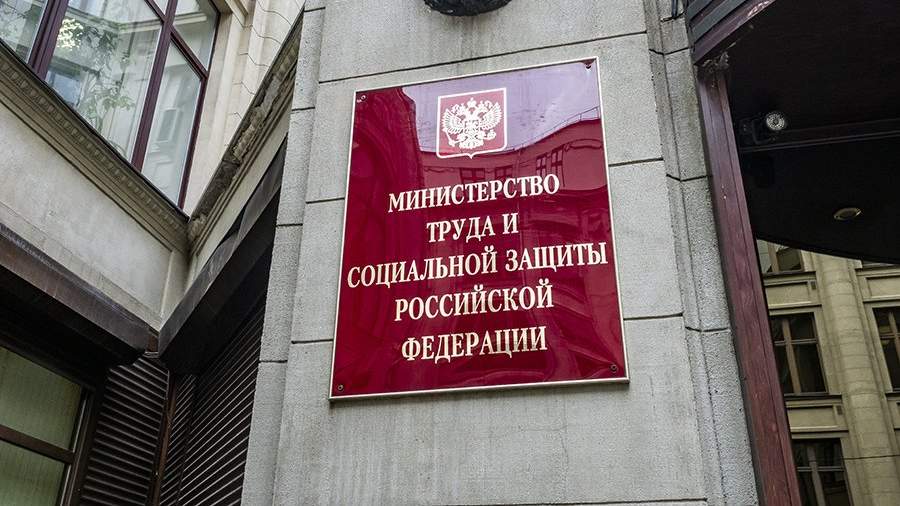 МИНИСТЕРСТВО
ТРУДА И
СОЦИАЛЬНОЙ ЗАЩИТЫ
РОССИЙСКОЙ
ФЕДЕРАЦИИ